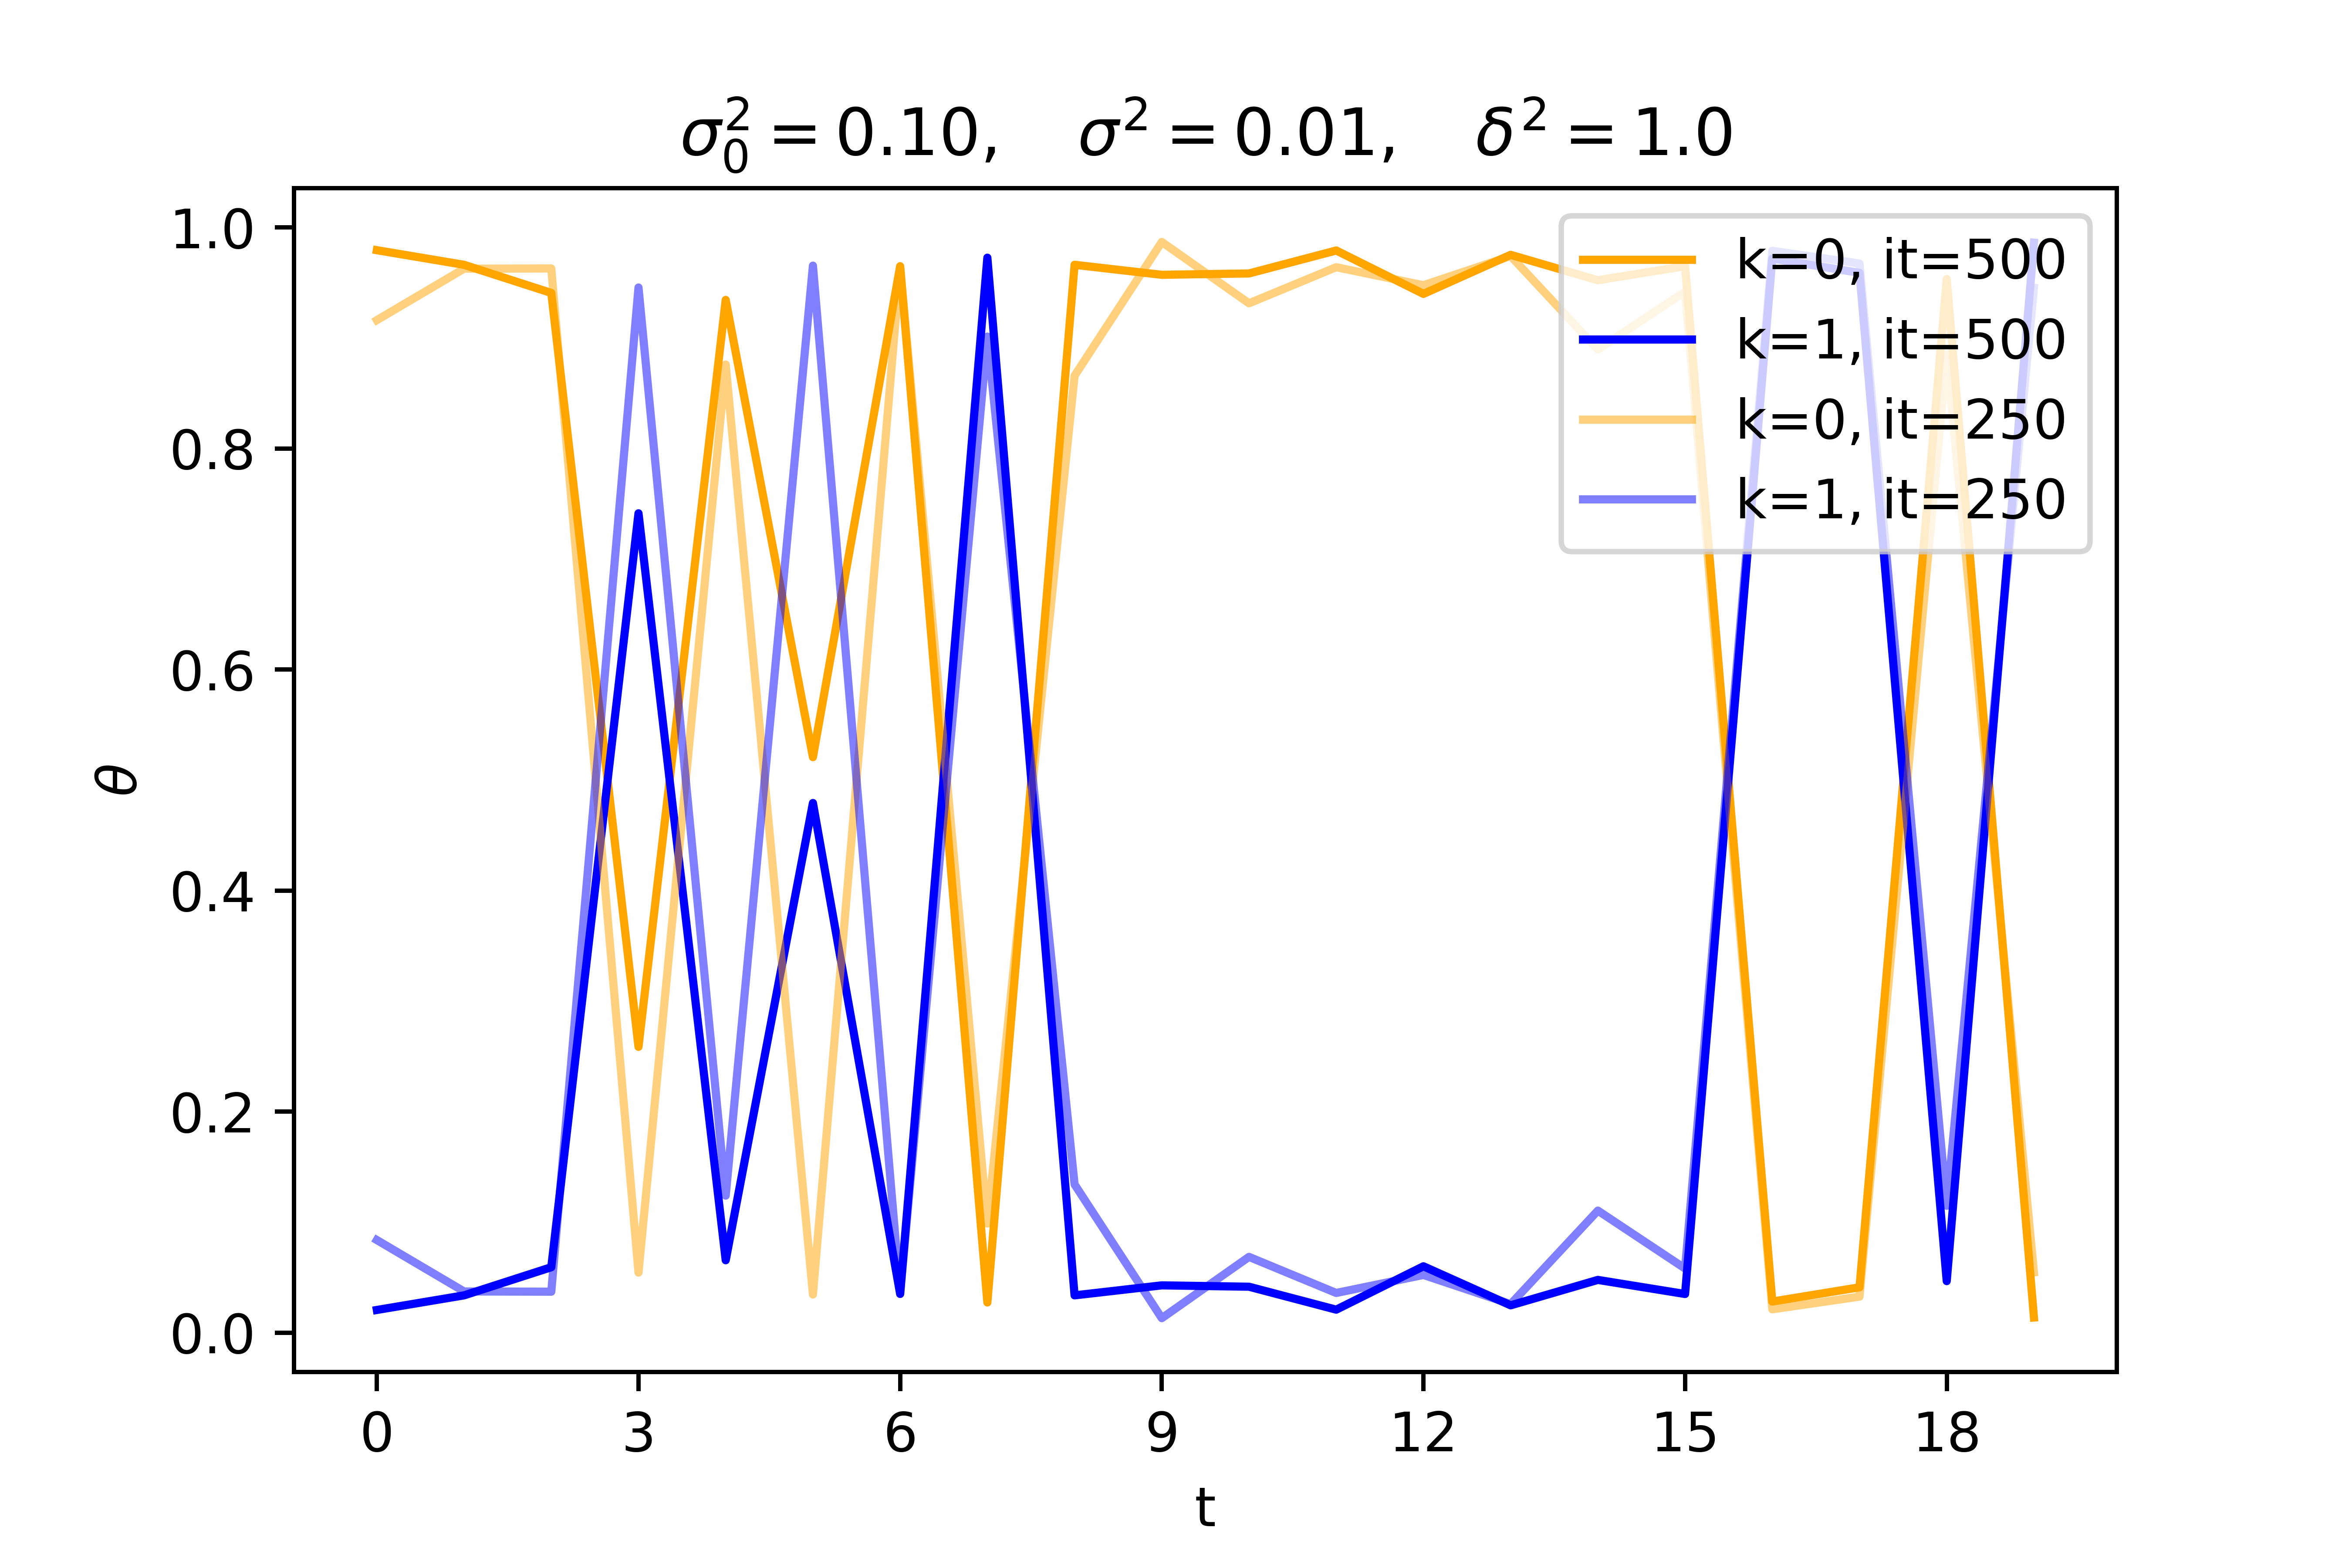 σ₀² = 0.10, σ² = 0.01, δ² = 1.0
1.0
0.8
0.6
0.4
0.2
0.0
θ
k=0, it=500
k=1, it=500
k=0, it=250
k=1, it=250
0 3 6 9 12 15 18
t